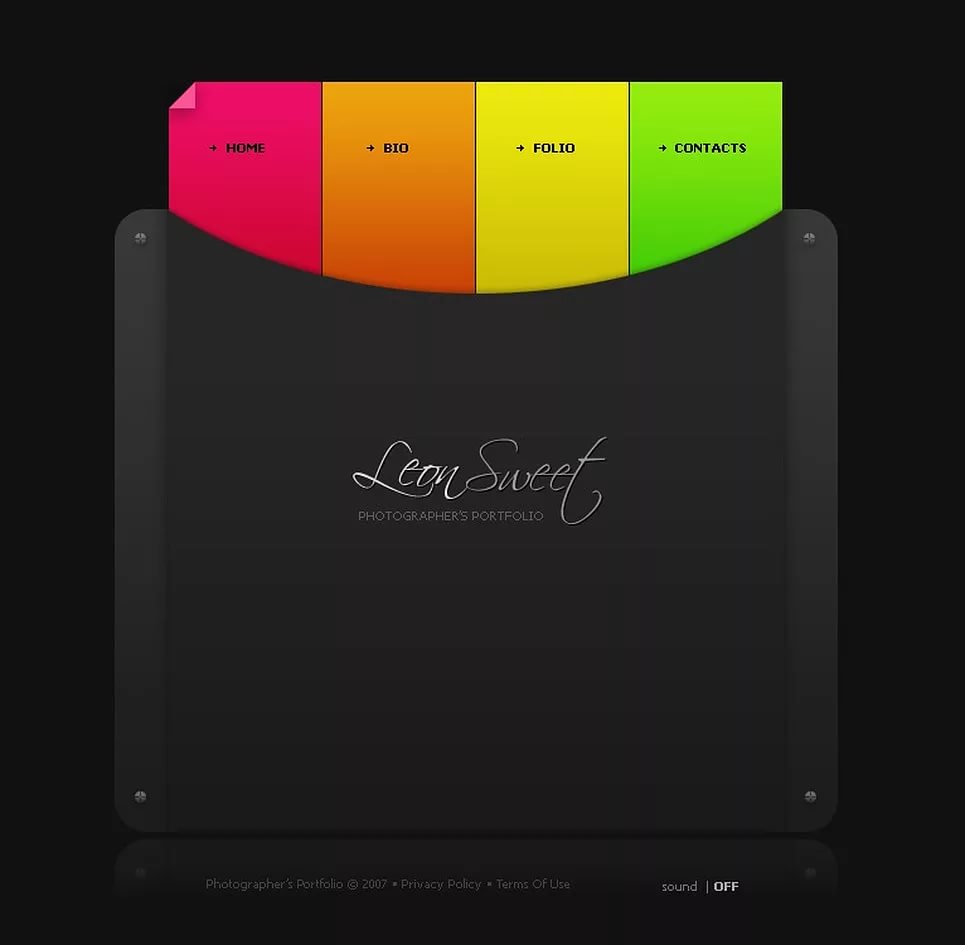 → HOME → BIO → FOLIO → CONTACTS
Leon Sweet
PHOTOGRAPHER'S PORTFOLIO
Photographer's Portfolio © 2007 ▪ Privacy Policy ▪ Terms Of Use sound | OFF